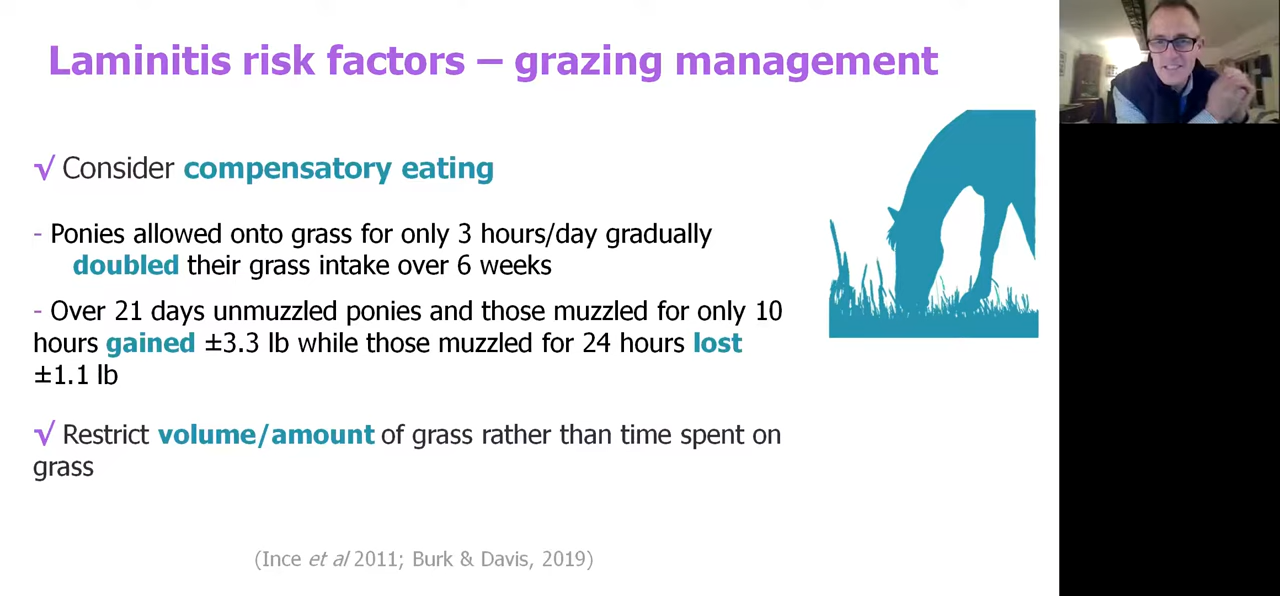 Laminitis risk factors – grazing management
√ Consider compensatory eating
- Ponies allowed onto grass for only 3 hours/day gradually
doubled their grass intake over 6 weeks
- Over 21 days unmuzzled ponies and those muzzled for only 10
hours gained ±3.3 lb while those muzzled for 24 hours lost
±1.1 lb
√ Restrict volume/amount of grass rather than time spent on
grass
(Ince et al 2011; Burk & Davis, 2019)